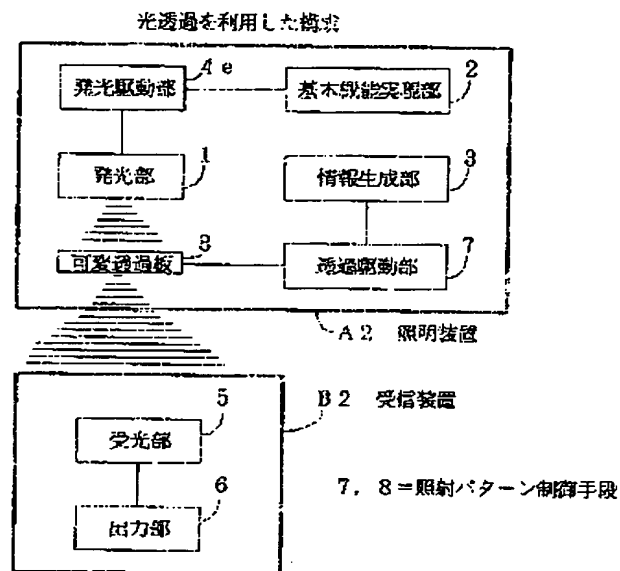 光透過を利用した構成
発光駆動部 4e 基本機能実現部 2
発光部 1 情報生成部 3
可変透過板 8 透過駆動部 7
A2 照明装置
受光部 5 B2 受信装置
出力部 6
7, 8=照射パターン制御手段